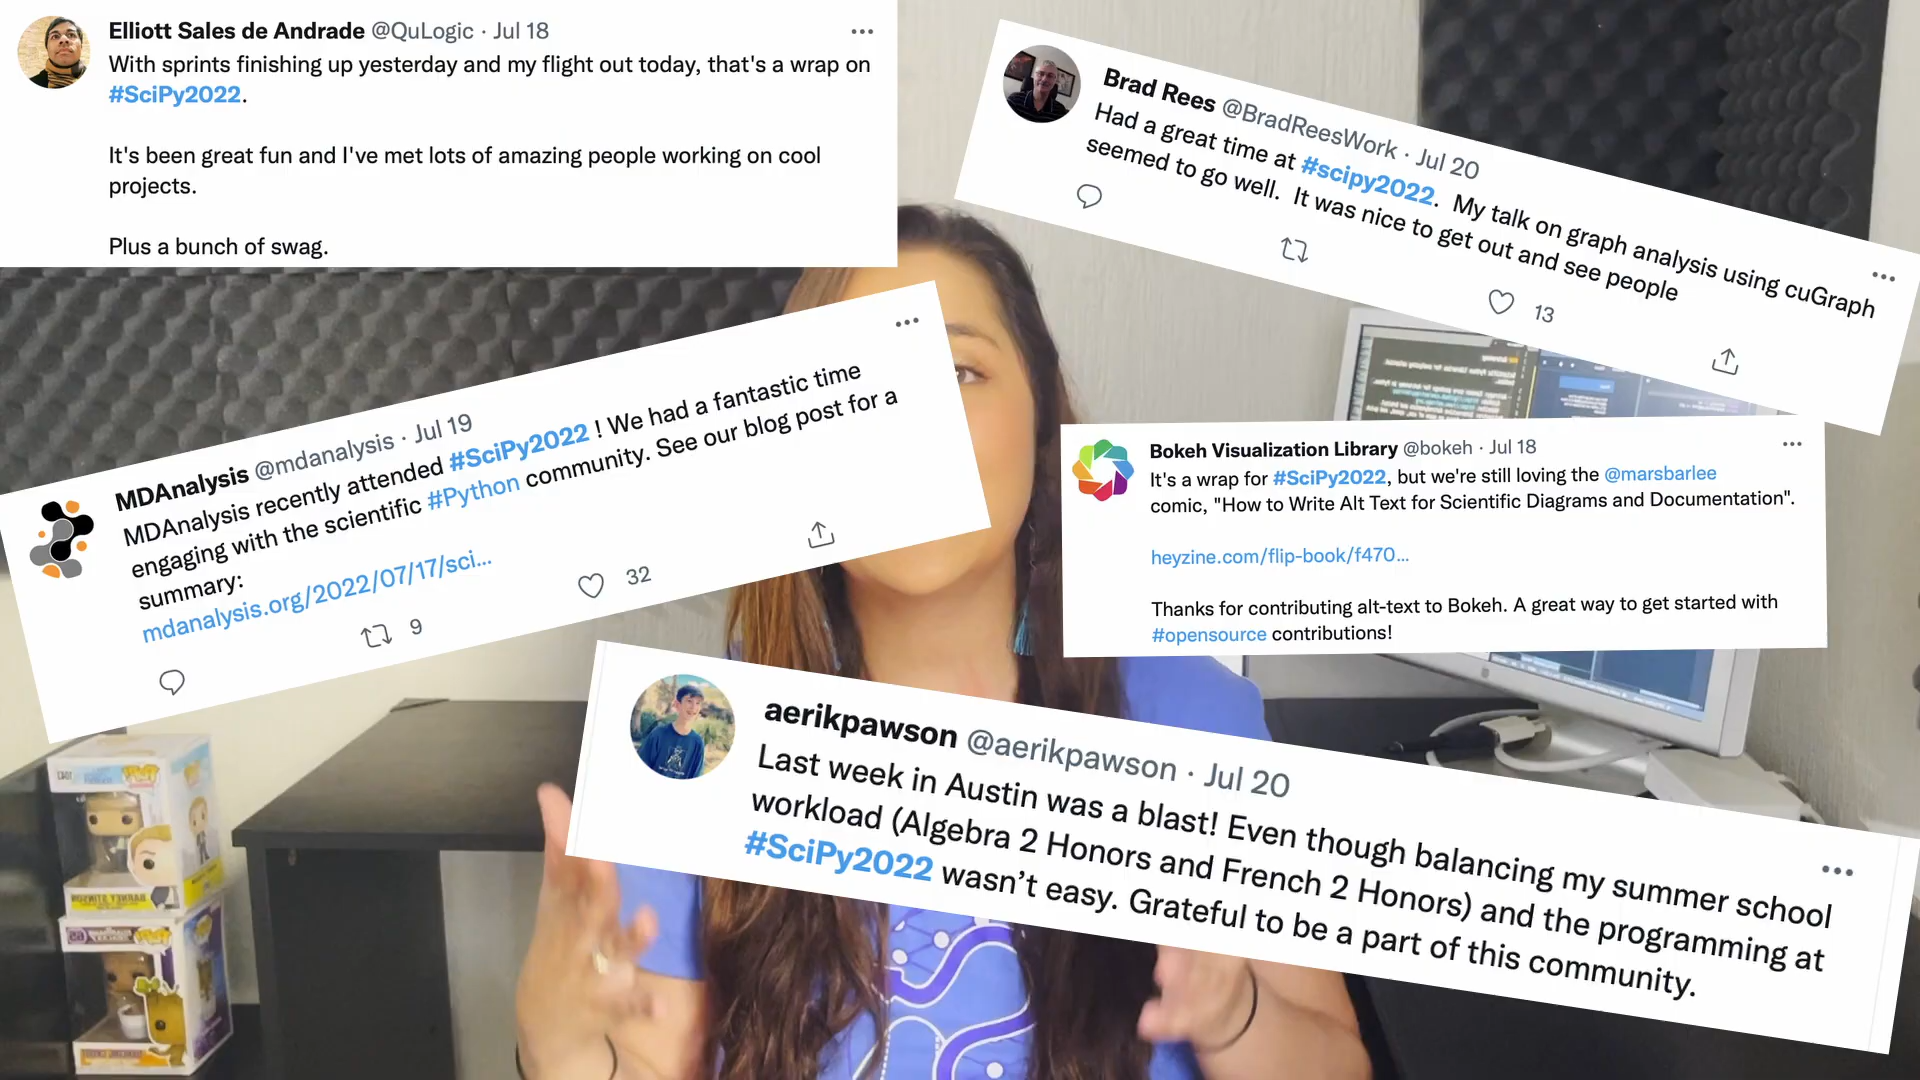 Elliott Sales de Andrade @QuLogic · Jul 18
With sprints finishing up yesterday and my flight out today, that's a wrap on
#SciPy2022.
It's been great fun and I've met lots of amazing people working on cool
projects.
Plus a bunch of swag.
Brad Rees @BradReesWork · Jul 20
Had a great time at #scipy2022. My talk on graph analysis using cuGraph
seemed to go well. It was nice to get out and see people
13
MDAnalysis @mdanalysis · Jul 19
MDAnalysis recently attended #SciPy2022 ! We had a fantastic time
engaging with the scientific #Python community. See our blog post for a
summary:
mdanalysis.org/2022/07/17/sci...
9
32
Bokeh Visualization Library @bokeh · Jul 18
It's a wrap for #SciPy2022, but we're still loving the @marsbarlee
comic, "How to Write Alt Text for Scientific Diagrams and Documentation".
heyzine.com/flip-book/f470...
Thanks for contributing alt-text to Bokeh. A great way to get started with
#opensource contributions!
aerikpawson @aerikpawson · Jul 20
Last week in Austin was a blast! Even though balancing my summer school
workload (Algebra 2 Honors and French 2 Honors) and the programming at
#SciPy2022 wasn't easy. Grateful to be a part of this community.
BARNEY STINSON